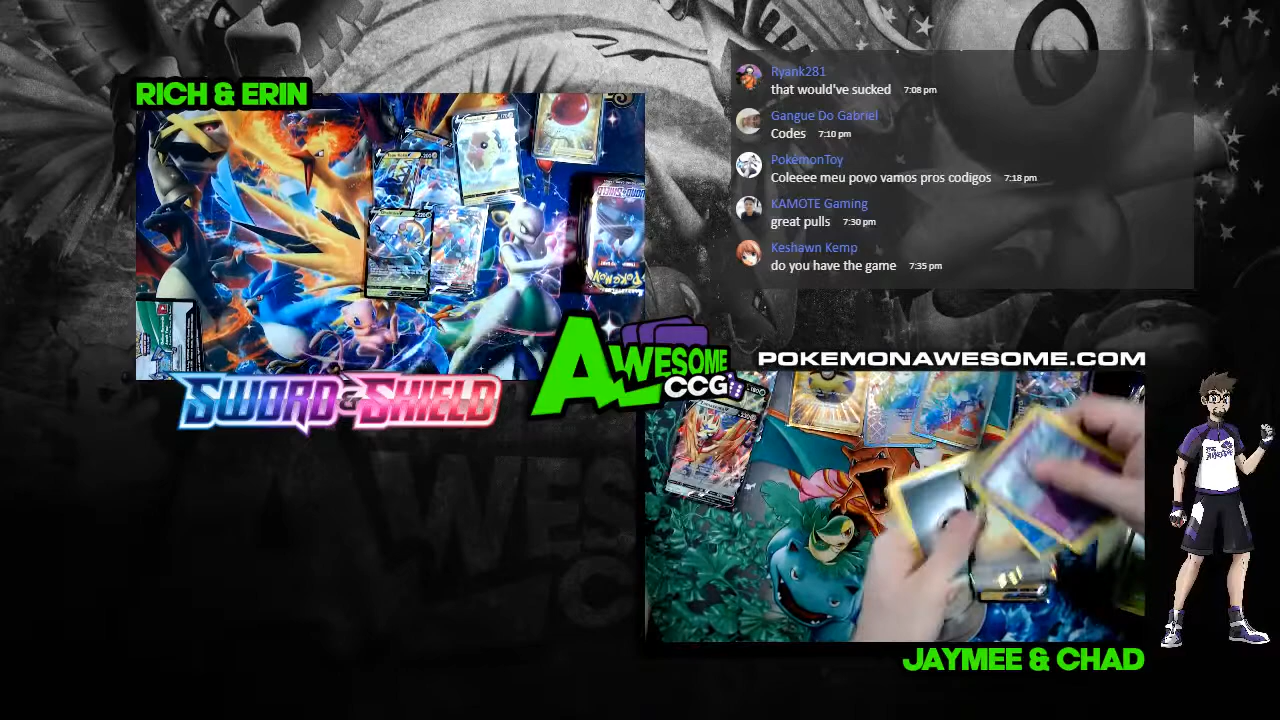 RICH & ERIN
Ryank281
that would've sucked 7:08 pm
Gangue Do Gabriel
Codes 7:10 pm
PokemonToy
Coleeee meu povo vamos pros codigos 7:18 pm
KAMOTE Gaming
great pulls 7:30 pm
Keshawn Kemp
do you have the game 7:35 pm
SWORD & SHIELD
AWESOME
CCG
POKEMONAWESOME.COM
JAYMEE & CHAD